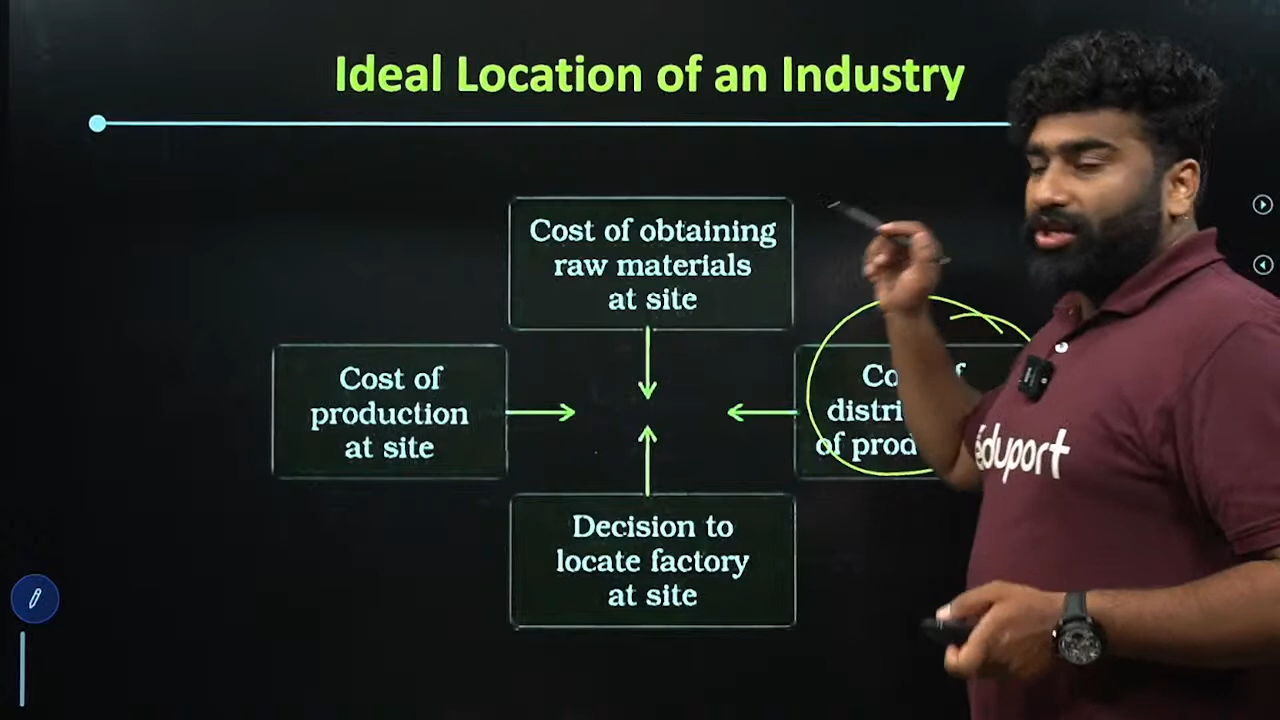 Ideal Location of an Industry
Cost of obtaining
raw materials
at site
Cost of
production
at site
of
Decision to
locate factory
at site
eduport